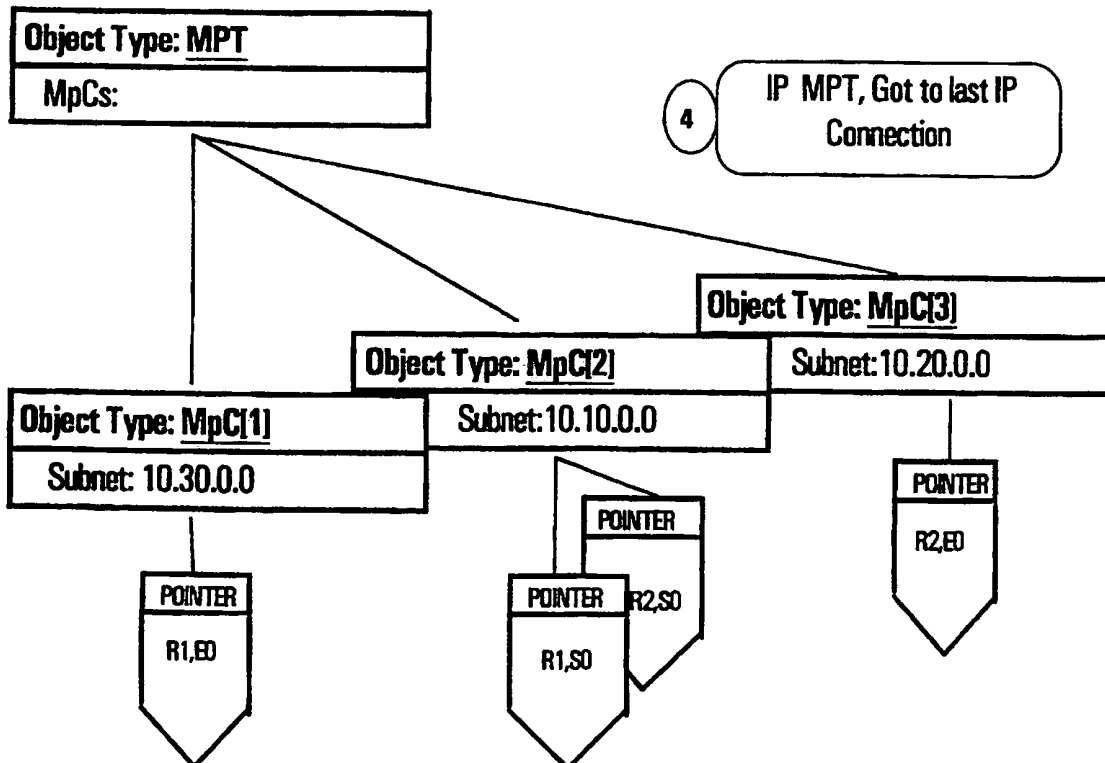 Object Type: MPT
MpCs:
4
IP MPT, Got to last IP
Connection
Object Type: MpC[3]
Subnet:10.20.0.0
Object Type: MpC[2]
Subnet:10.10.0.0
Object Type: MpC[1]
Subnet: 10.30.0.0
POINTER
R2,E0
POINTER
R2,S0
POINTER
R1,E0
POINTER
R1,S0